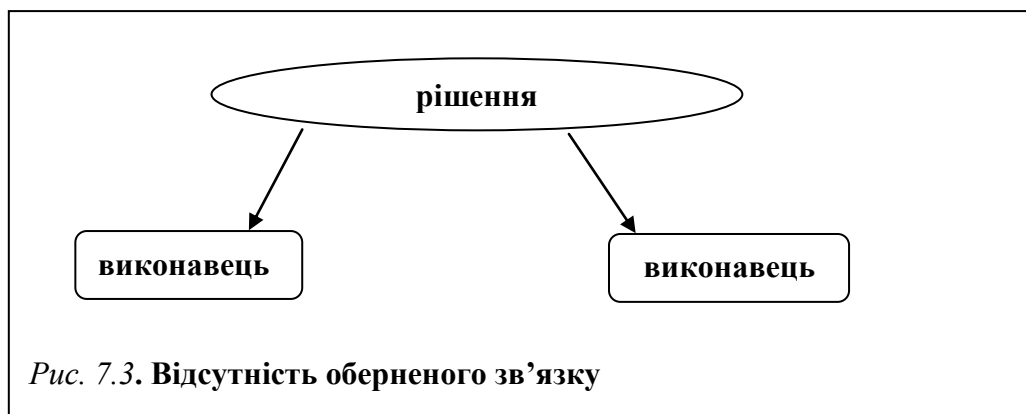 рішення
виконавець
виконавець
Рис. 7.3. Відсутність оберненого зв’язку